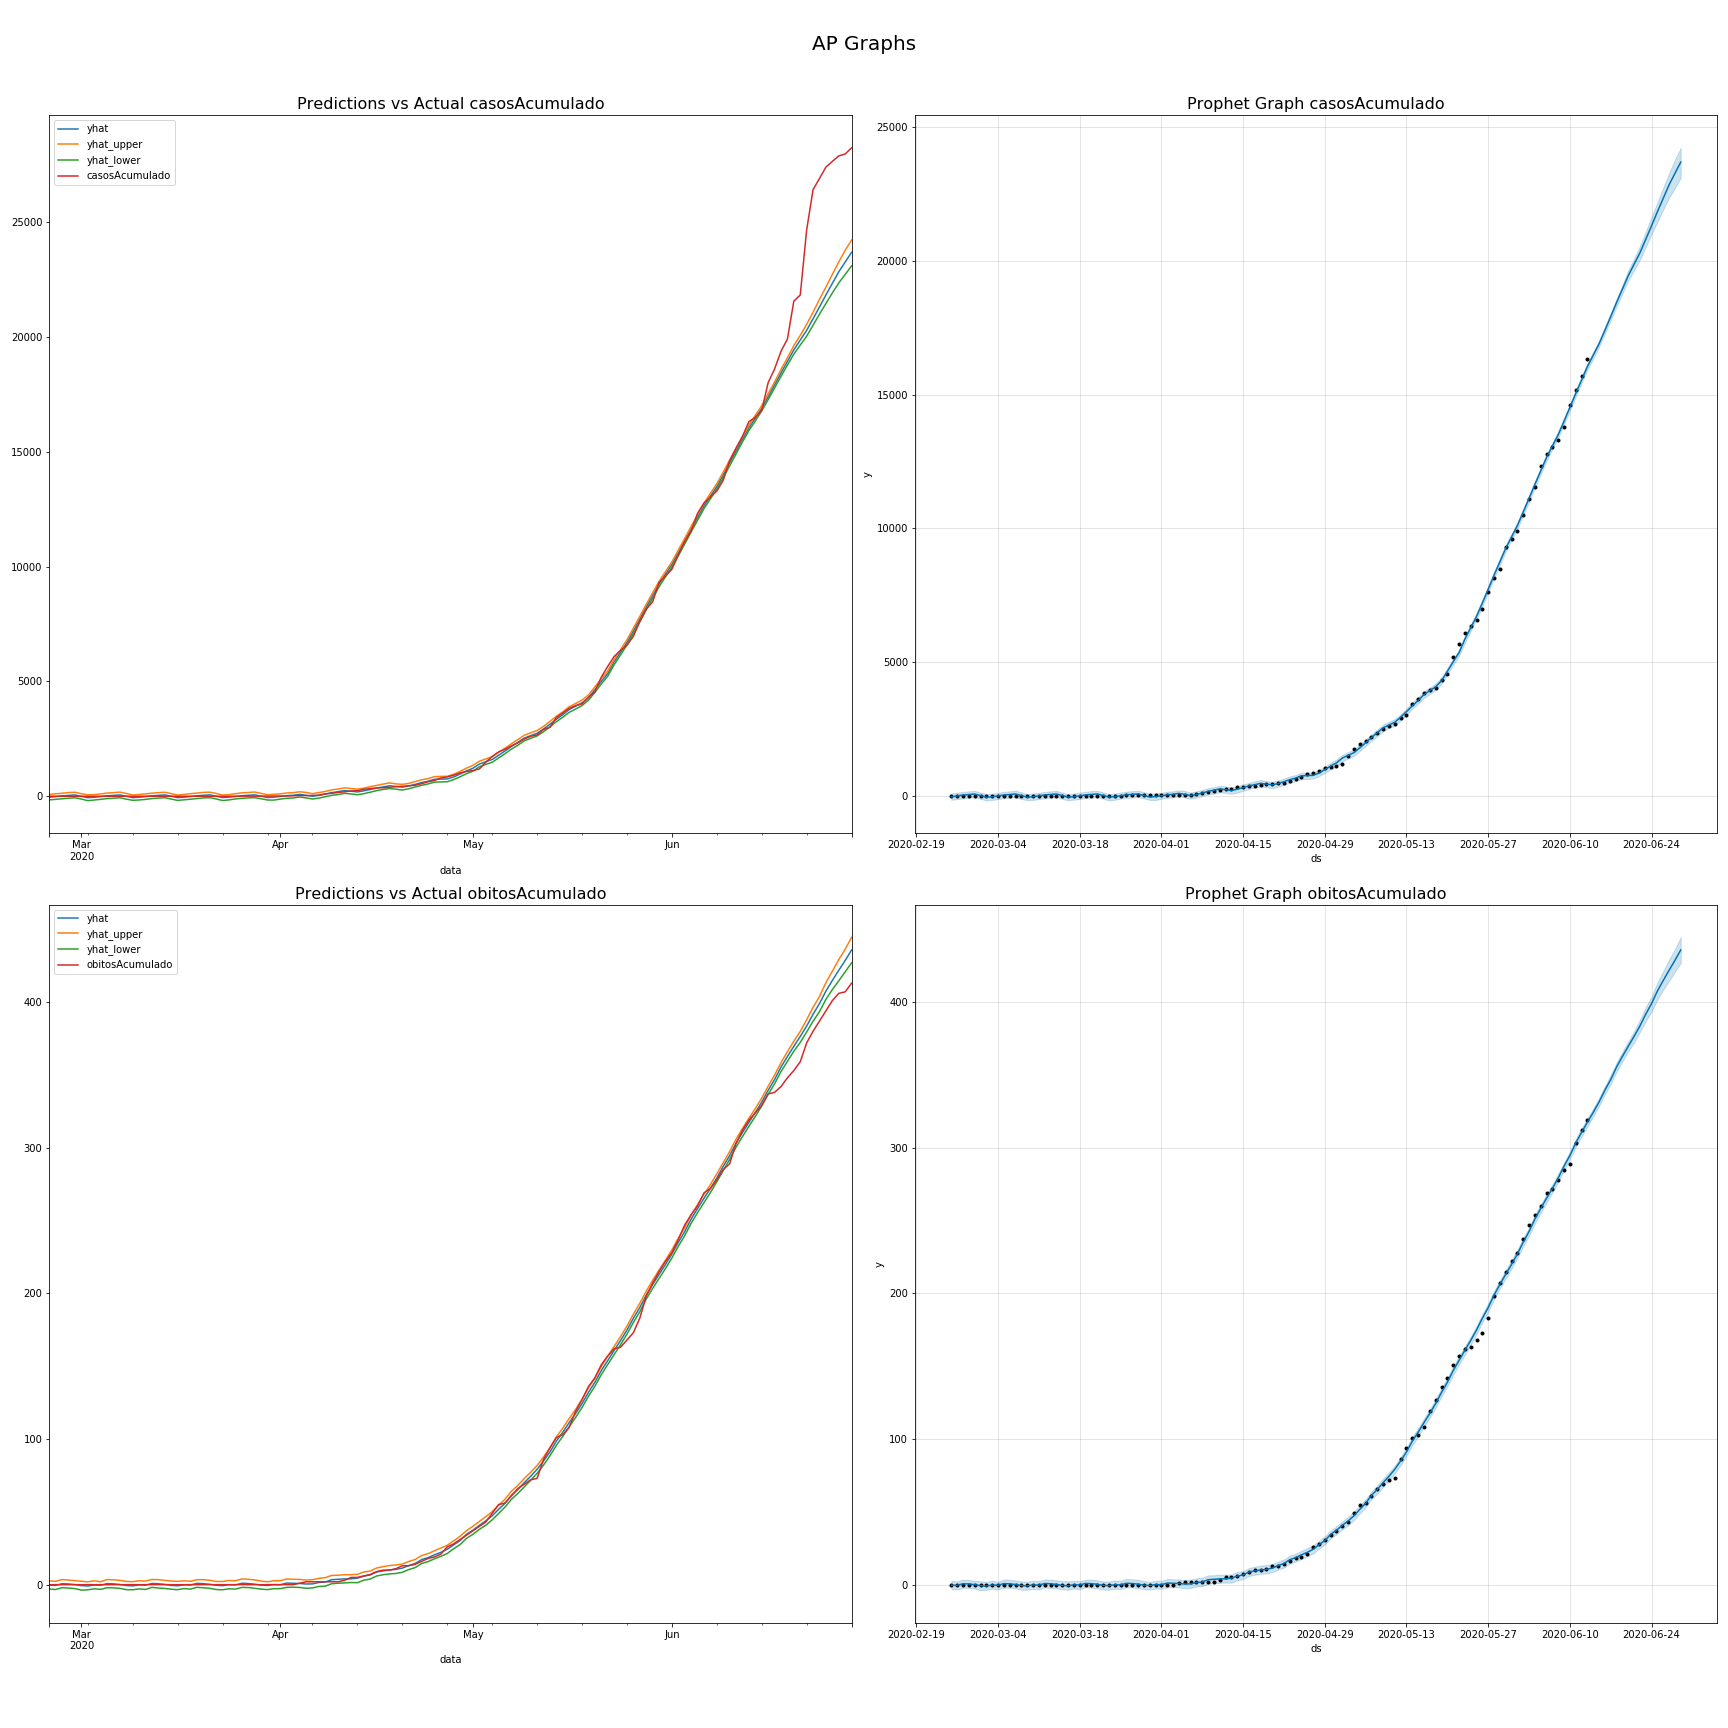 AP Graphs
Predictions vs Actual casosAcumulado
yhat
yhat_upper
yhat_lower
casosAcumulado
25000
20000
15000
10000
5000
0
Mar
2020
Apr
May
Jun
data
Prophet Graph casosAcumulado
25000
20000
15000
10000
5000
0
y
2020-02-19 2020-03-04 2020-03-18 2020-04-01 2020-04-15 2020-04-29 2020-05-13 2020-05-27 2020-06-10 2020-06-24
ds
Predictions vs Actual obitosAcumulado
yhat
yhat_upper
yhat_lower
obitosAcumulado
400
300
200
100
0
Mar
2020
Apr
May
Jun
data
Prophet Graph obitosAcumulado
400
300
200
100
0
y
2020-02-19 2020-03-04 2020-03-18 2020-04-01 2020-04-15 2020-04-29 2020-05-13 2020-05-27 2020-06-10 2020-06-24
ds